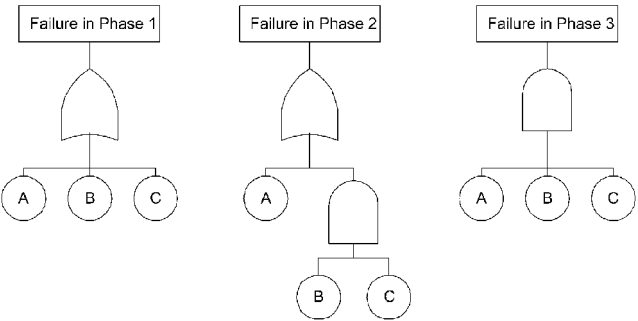 Failure in Phase 1
Failure in Phase 2
Failure in Phase 3
A B C
A
A B C
B C